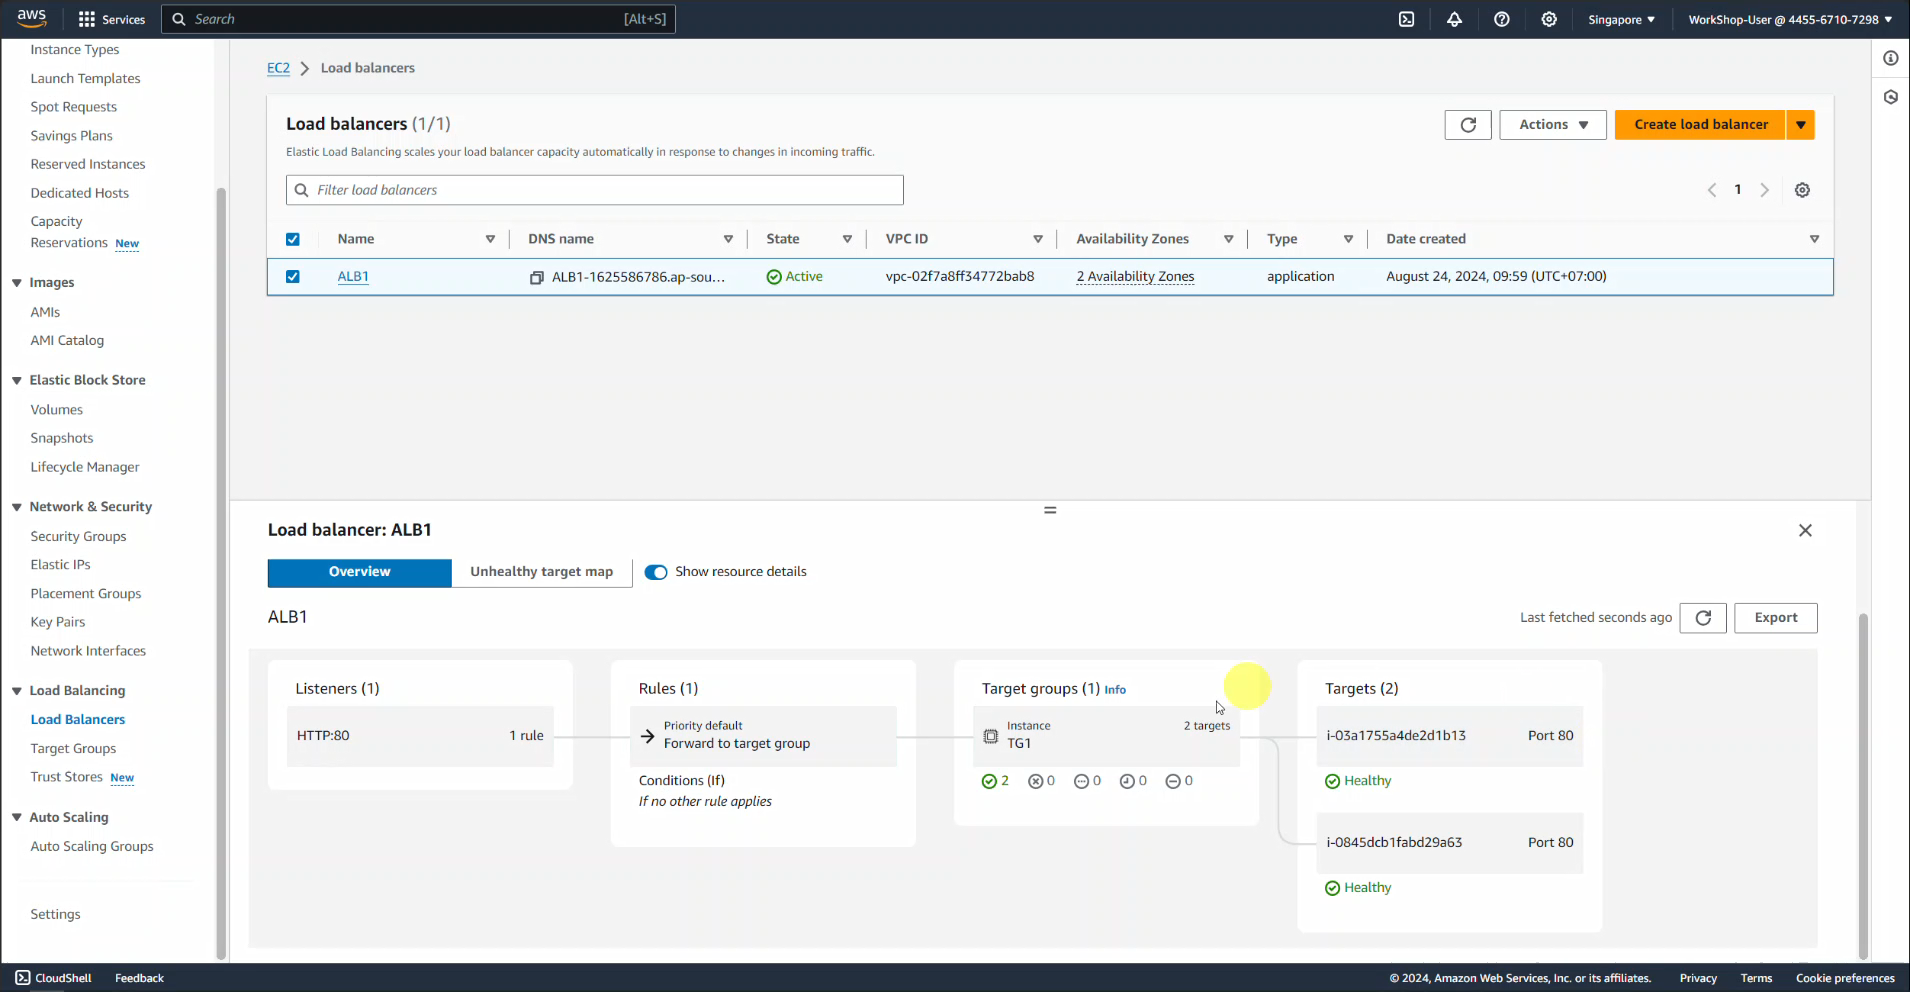 aws
Services
Search
[Alt+S]
Singapore
WorkShop-User @ 4455-6710-7298
Instance Types
Launch Templates
Spot Requests
Savings Plans
Reserved Instances
Dedicated Hosts
Capacity
Reservations New
Images
AMIs
AMI Catalog
Elastic Block Store
Volumes
Snapshots
Lifecycle Manager
Network & Security
Security Groups
Elastic IPs
Placement Groups
Key Pairs
Network Interfaces
Load Balancing
Load Balancers
Target Groups
Trust Stores New
Auto Scaling
Auto Scaling Groups
Settings
EC2 Load balancers
Load balancers (1/1)
Elastic Load Balancing scales your load balancer capacity automatically in response to changes in incoming traffic.
Actions
Create load balancer
Filter load balancers
1
Name DNS name State VPC ID Availability Zones Type Date created
ALB1 ALB1-1625586786.ap-sou... Active vpc-02f7a8ff34772bab8 2 Availability Zones application August 24, 2024, 09:59 (UTC+07:00)
Load balancer: ALB1
Overview
Unhealthy target map
Show resource details
ALB1
Last fetched seconds ago
Export
Listeners (1)
HTTP:80 1 rule
Rules (1)
Priority default
Forward to target group
Conditions (If)
If no other rule applies
Target groups (1) Info
Instance 2 targets
TG1
2 0 0 0 0
Targets (2)
i-03a1755a4de2d1b13 Port 80
Healthy
i-0845dcb1fabd29a63 Port 80
Healthy
CloudShell
Feedback
© 2024, Amazon Web Services, Inc. or its affiliates.
Privacy
Terms
Cookie preferences